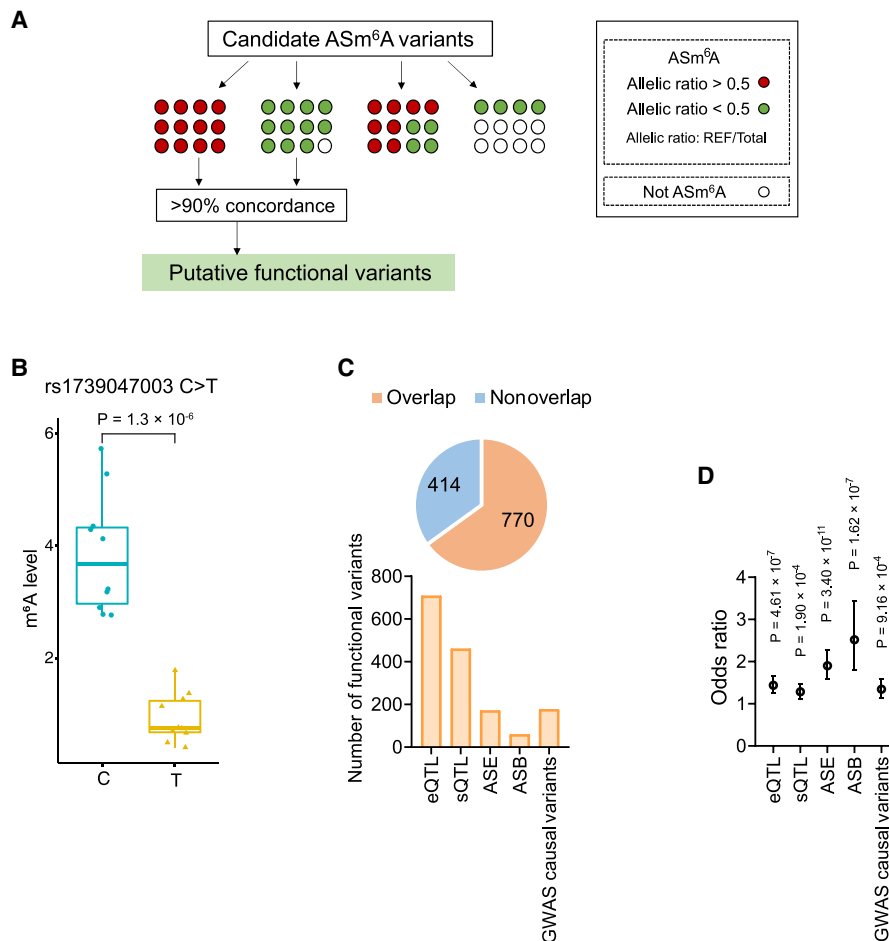 A
Candidate ASm⁶A variants
>90% concordance
Putative functional variants
ASm⁶A
Allelic ratio > 0.5
Allelic ratio < 0.5
Allelic ratio: REF/Total
Not ASm⁶A
B
rs1739047003 C>T
P = 1.3 × 10⁻⁶
6
4
2
m⁶A level
C
T
C
Overlap
Nonoverlap
414
770
800
600
400
200
0
Number of functional variants
eQTL
sQTL
ASE
ASB
GWAS causal variants
D
P = 4.61 × 10⁻⁷
P = 1.90 × 10⁻⁴
P = 3.40 × 10⁻¹¹
P = 1.62 × 10⁻⁷
P = 9.16 × 10⁻⁴
4
3
2
1
0
Odds ratio
eQTL
sQTL
ASE
ASB
GWAS causal variants